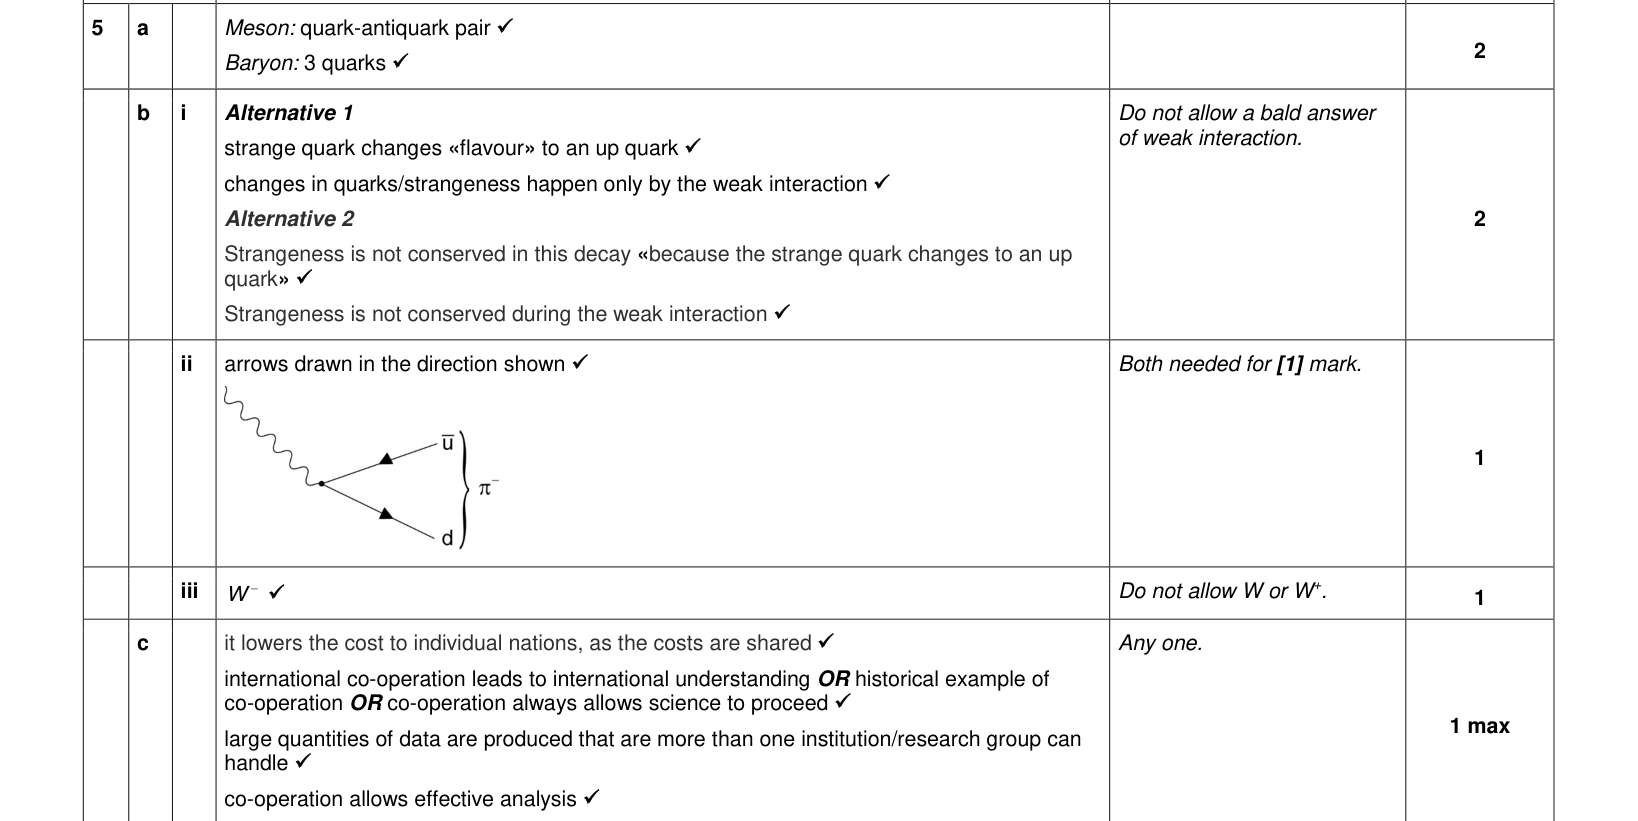 5 a Meson: quark-antiquark pair ✓
Baryon: 3 quarks ✓
2
b i Alternative 1
strange quark changes «flavour» to an up quark ✓
changes in quarks/strangeness happen only by the weak interaction ✓
Alternative 2
Strangeness is not conserved in this decay «because the strange quark changes to an up
quark» ✓
Strangeness is not conserved during the weak interaction ✓
Do not allow a bald answer
of weak interaction.
2
ii arrows drawn in the direction shown ✓
u̅
π⁻
d
Both needed for [1] mark.
1
iii W⁻ ✓
Do not allow W or W⁺.
1
c it lowers the cost to individual nations, as the costs are shared ✓
international co-operation leads to international understanding OR historical example of
co-operation OR co-operation always allows science to proceed ✓
large quantities of data are produced that are more than one institution/research group can
handle ✓
co-operation allows effective analysis ✓
Any one.
1 max